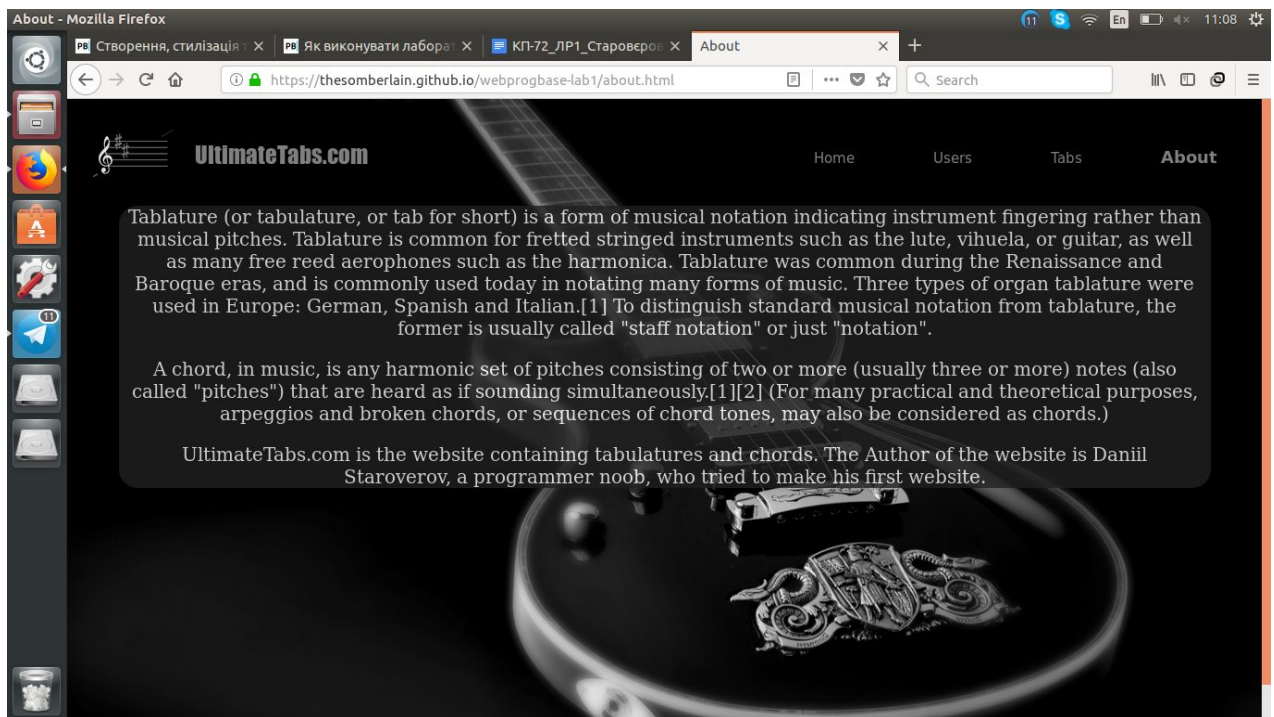 About - Mozilla Firefox
11 En 11:08
PB Створення, стилізація т PB Як виконувати лаборат КП-72_ЛР1_Старовєров About
https://thesomberlain.github.io/webprogbase-lab1/about.html Search
UltimateTabs.com Home Users Tabs About
Tablature (or tabulature, or tab for short) is a form of musical notation indicating instrument fingering rather than
musical pitches. Tablature is common for fretted stringed instruments such as the lute, vihuela, or guitar, as well
as many free reed aerophones such as the harmonica. Tablature was common during the Renaissance and
Baroque eras, and is commonly used today in notating many forms of music. Three types of organ tablature were
used in Europe: German, Spanish and Italian.[1] To distinguish standard musical notation from tablature, the
former is usually called "staff notation" or just "notation".
A chord, in music, is any harmonic set of pitches consisting of two or more (usually three or more) notes (also
called "pitches") that are heard as if sounding simultaneously.[1][2] (For many practical and theoretical purposes,
arpeggios and broken chords, or sequences of chord tones, may also be considered as chords.)
UltimateTabs.com is the website containing tabulatures and chords. The Author of the website is Daniil
Staroverov, a programmer noob, who tried to make his first website.
11